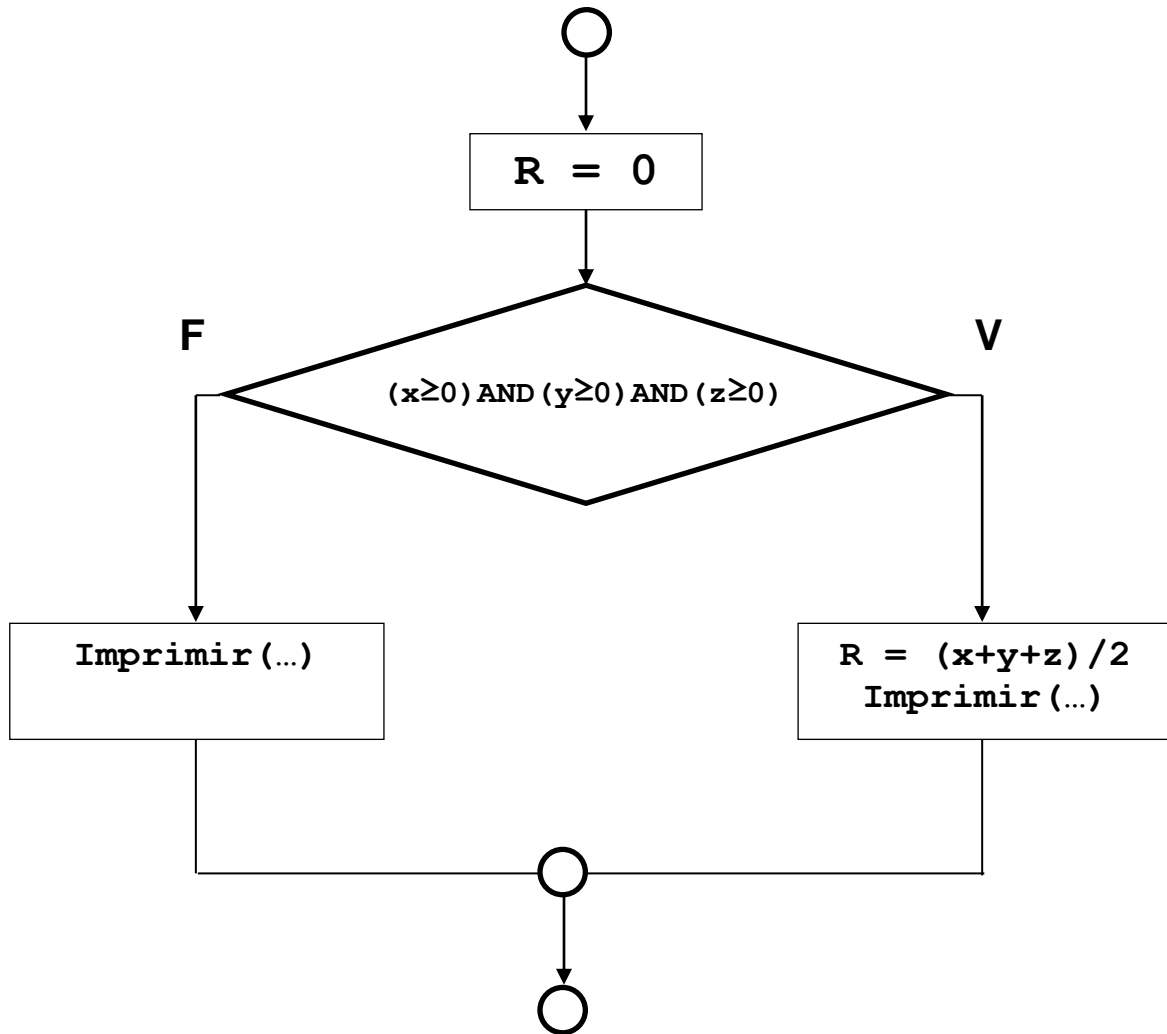 R = 0
F
V
(x≥0)AND(y≥0)AND(z≥0)
Imprimir(…)
R = (x+y+z)/2
Imprimir(…)